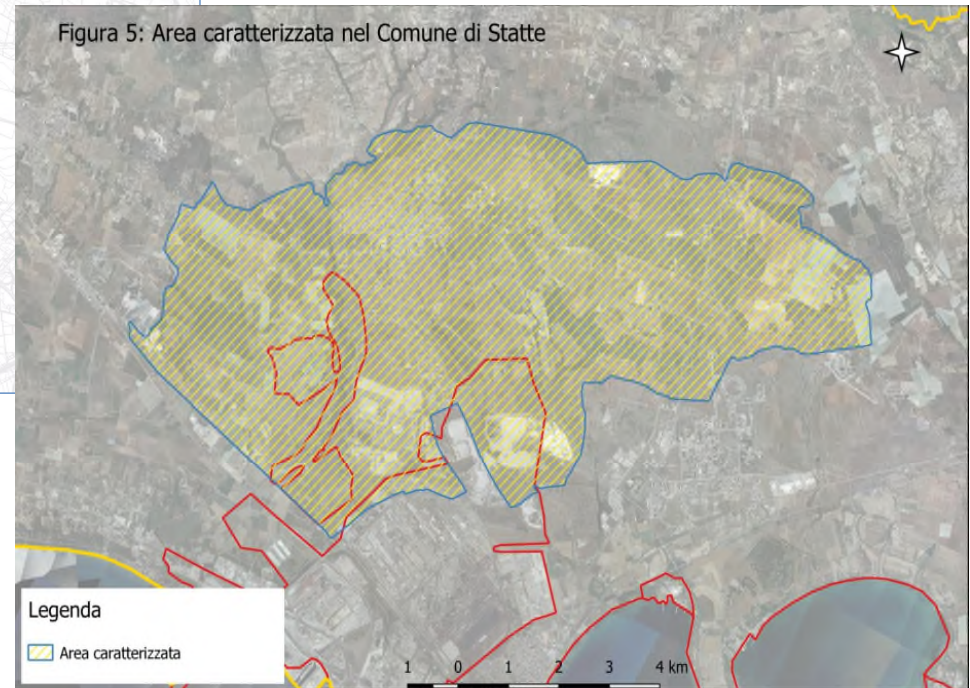 Figura 5: Area caratterizzata nel Comune di Statte
Legenda
Area caratterizzata
1 0 1 2 3 4 km